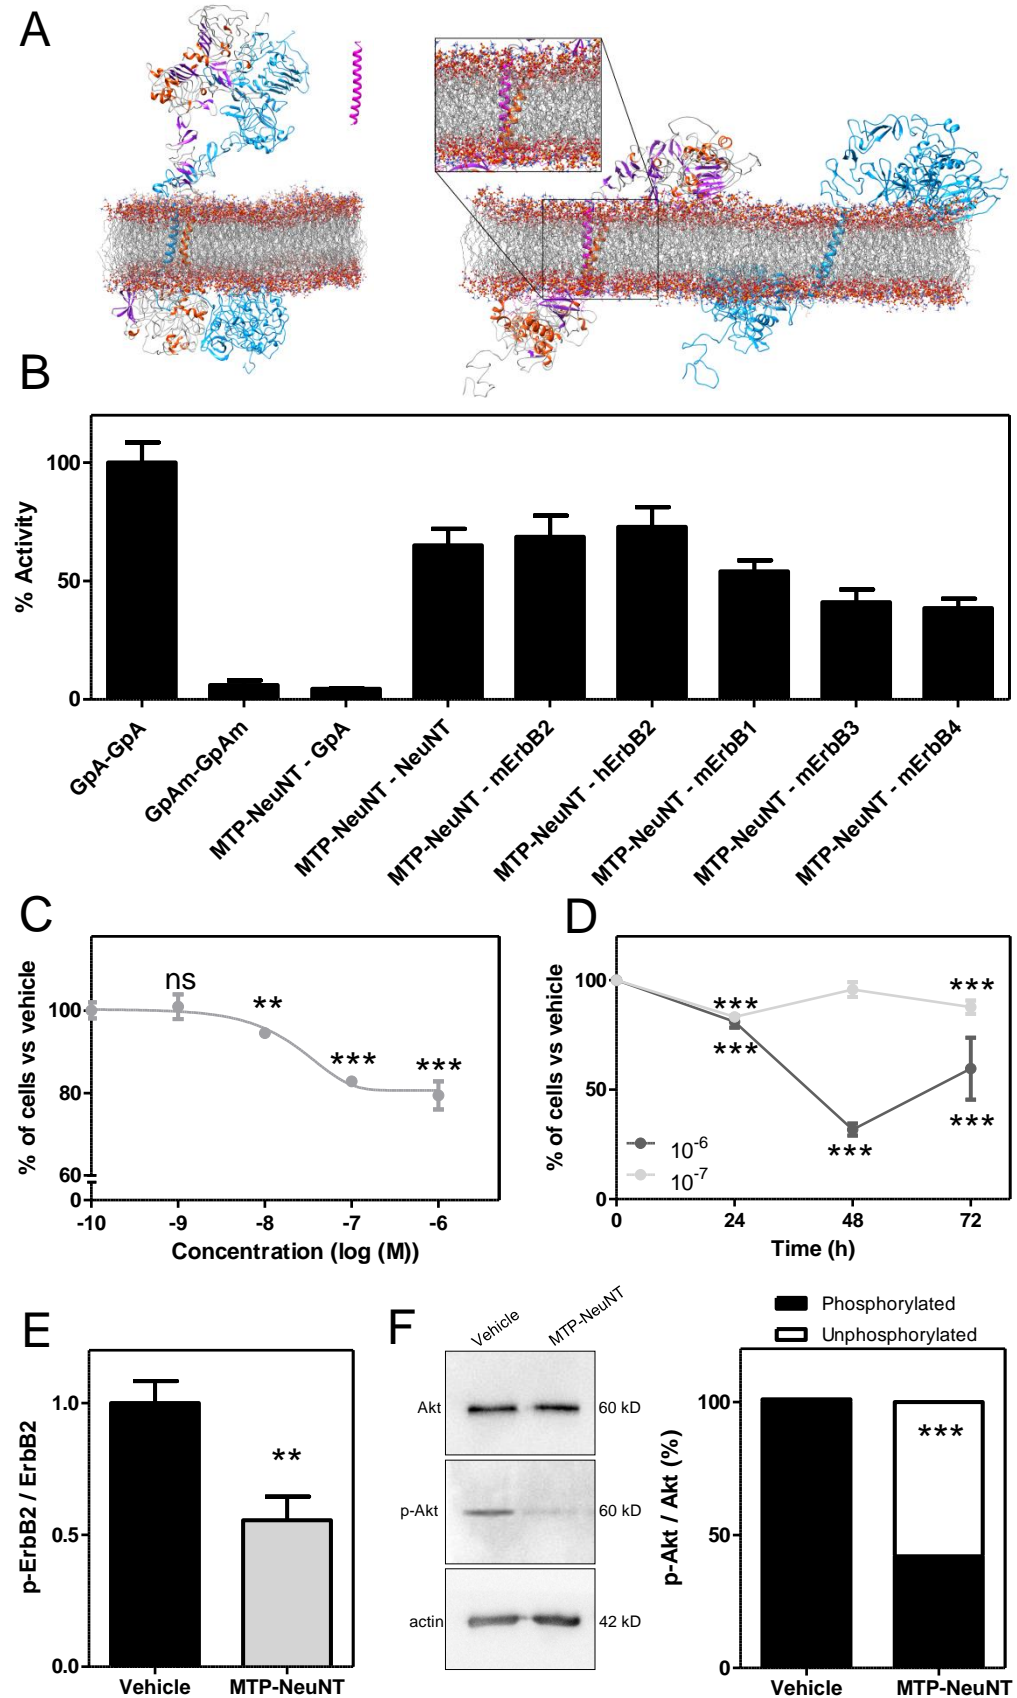 A
B
% Activity
100
50
0
GpA-GpA
GpAm-GpAm
MTP-NeuNT - GpA
MTP-NeuNT - NeuNT
MTP-NeuNT - mErbB2
MTP-NeuNT - hErbB2
MTP-NeuNT - mErbB1
MTP-NeuNT - mErbB3
MTP-NeuNT - mErbB4
C
% of cells vs vehicle
100
80
60
0
ns
**
***
***
-10 -9 -8 -7 -6
Concentration (log (M))
D
% of cells vs vehicle
100
50
0
***
***
***
***
***
10-6
10-7
0 24 48 72
Time (h)
E
p-ErbB2 / ErbB2
1.0
0.5
0.0
**
Vehicle MTP-NeuNT
F
Vehicle MTP-NeuNT
Akt 60 kD
p-Akt 60 kD
actin 42 kD
Phosphorylated
Unphosphorylated
p-Akt / Akt (%)
100
50
0
***
Vehicle MTP-NeuNT